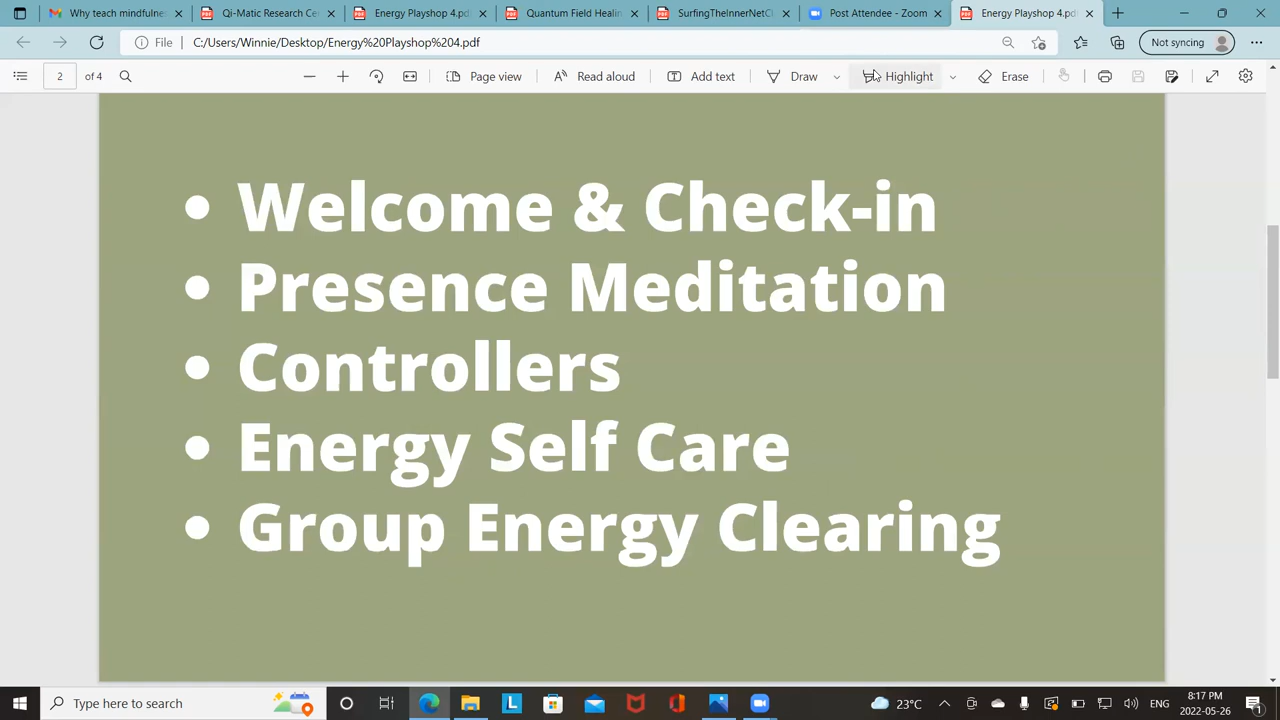 Why teach mindfulne
Qi-Matic Research Ce
Energy Playshop 4.pd
Quantum Field Healin
SurfingTheInnerNetCl
Post Attendee - Zoom
Energy Playshop 4.pd
File
C:/Users/Winnie/Desktop/Energy%20Playshop%204.pdf
Not syncing
2 of 4
Page view
Read aloud
Add text
Draw
Highlight
Erase
• Welcome & Check-in
• Presence Meditation
• Controllers
• Energy Self Care
• Group Energy Clearing
Type here to search
L
23°C
ENG
8:17 PM
2022-05-26
1